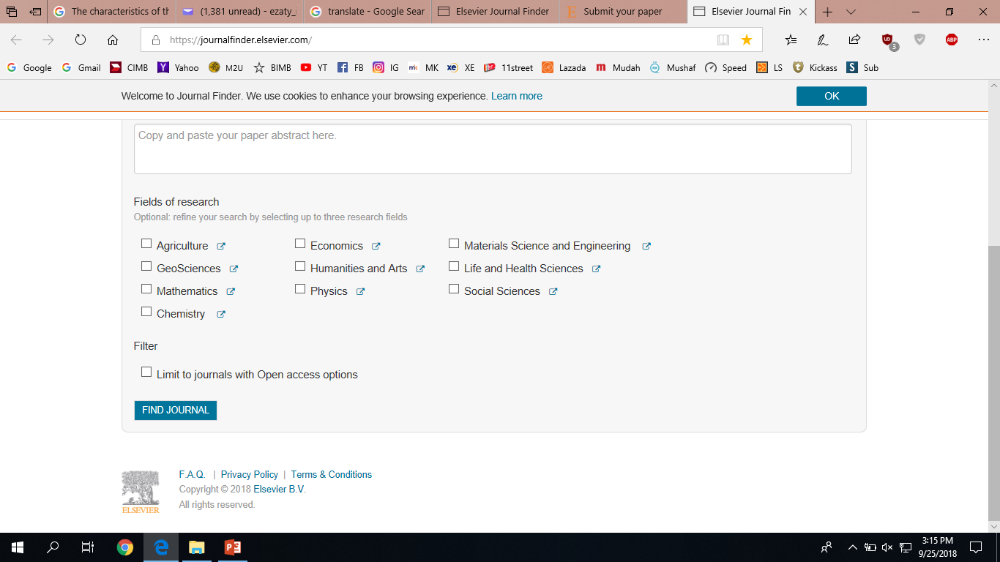 The characteristics of th
(1,381 unread) - ezaty_i
translate - Google Sear
Elsevier Journal Finder
Submit your paper
Elsevier Journal Fin
https://journalfinder.elsevier.com/
UD
3
ABP
Google Gmail CIMB Yahoo M2U BIMB YT FB IG mk MK xe XE 11street Lazada m Mudah Mushaf Speed LS Kickass S Sub
Welcome to Journal Finder. We use cookies to enhance your browsing experience. Learn more
OK
Copy and paste your paper abstract here.
Fields of research
Optional: refine your search by selecting up to three research fields
Agriculture Economics Materials Science and Engineering
GeoSciences Humanities and Arts Life and Health Sciences
Mathematics Physics Social Sciences
Chemistry
Filter
Limit to journals with Open access options
FIND JOURNAL
F.A.Q. | Privacy Policy | Terms & Conditions
Copyright © 2018 Elsevier B.V.
All rights reserved.
ELSEVIER
3:15 PM
9/25/2018